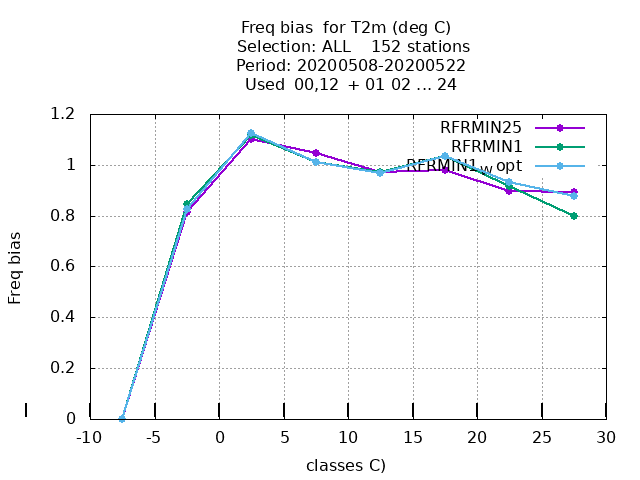 Freq bias  for T2m (deg C)
Selection: ALL    152 stations
Period: 20200508-20200522
Used  00,12  + 01 02 ... 24
RFRMIN25
RFRMIN1
RFRMIN1_w opt
1.2
1
0.8
0.6
0.4
0.2
0
Freq bias
-10 -5 0 5 10 15 20 25 30
classes C)